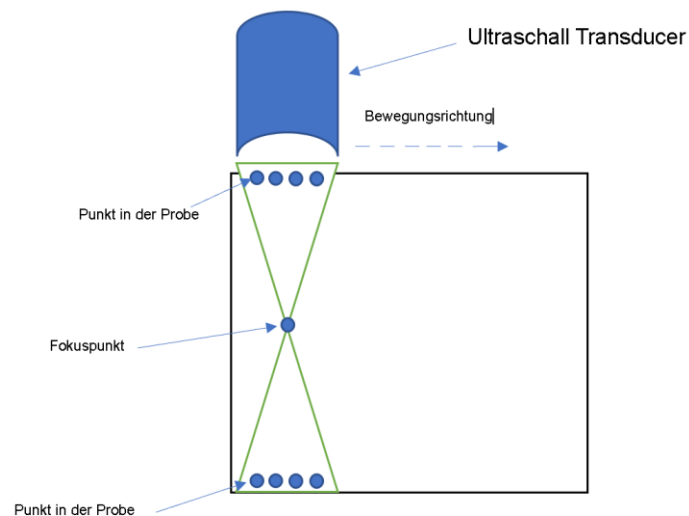 Ultraschall Transducer
Bewegungsrichtung
Punkt in der Probe
Fokuspunkt
Punkt in der Probe